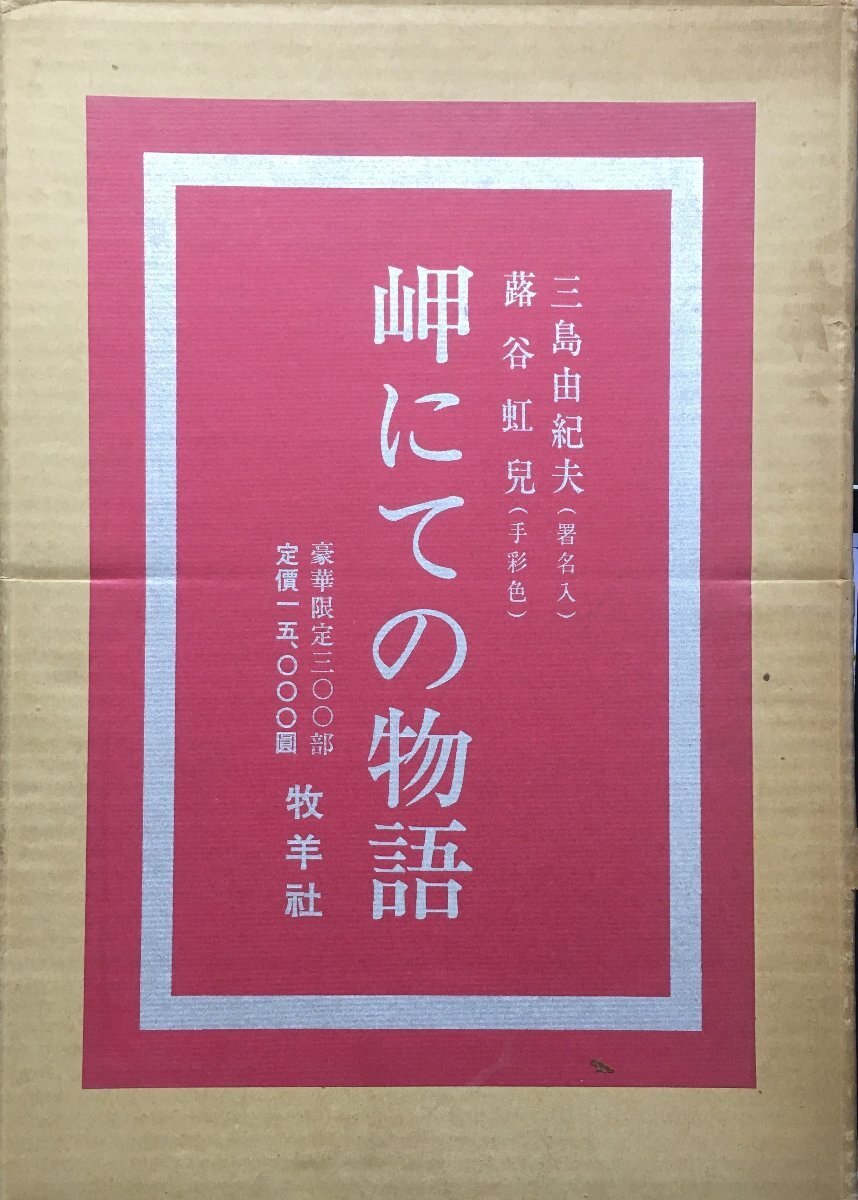 三島由紀夫（署名入）
蕗谷虹兒（手彩色）
岬にての物語
豪華限定三〇〇部
定價一五、〇〇〇圓
牧羊社